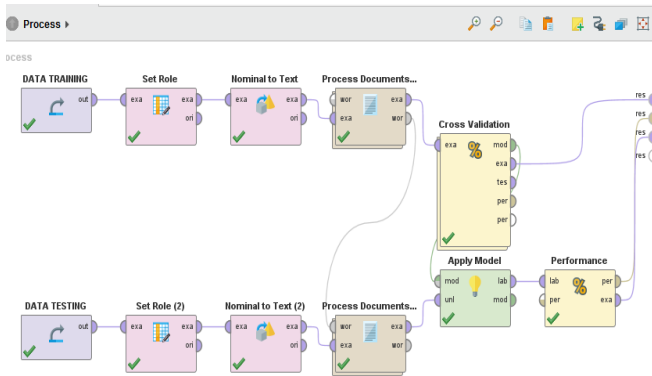 Process
ocess
DATA TRAINING
out
Set Role
exa
exa
ori
Nominal to Text
exa
exa
ori
Process Documents...
wor
exa
exa
wor
Cross Validation
exa
mod
exa
tes
per
per
res
res
res
res
Apply Model
mod
lab
unl
mod
Performance
lab
per
per
exa
DATA TESTING
out
Set Role (2)
exa
exa
ori
Nominal to Text (2)
exa
exa
ori
Process Documents...
wor
exa
exa
wor